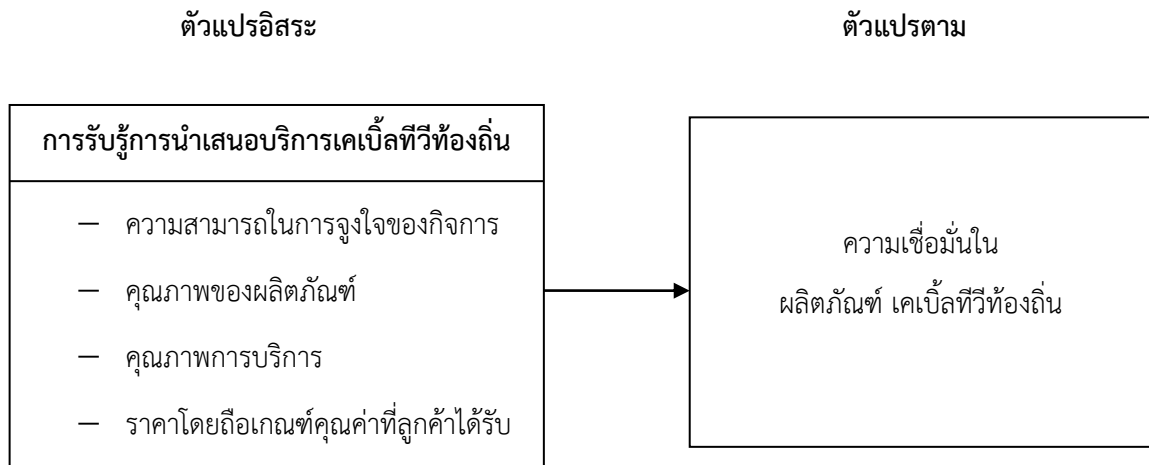 ตัวแปรอิสระ
ตัวแปรตาม
การรับรู้การนำเสนอบริการเคเบิ้ลทีวีท้องถิ่น
— ความสามารถในการจูงใจของกิจการ
— คุณภาพของผลิตภัณฑ์
— คุณภาพการบริการ
— ราคาโดยถือเกณฑ์คุณค่าที่ลูกค้าได้รับ
ความเชื่อมั่นใน
ผลิตภัณฑ์ เคเบิ้ลทีวีท้องถิ่น